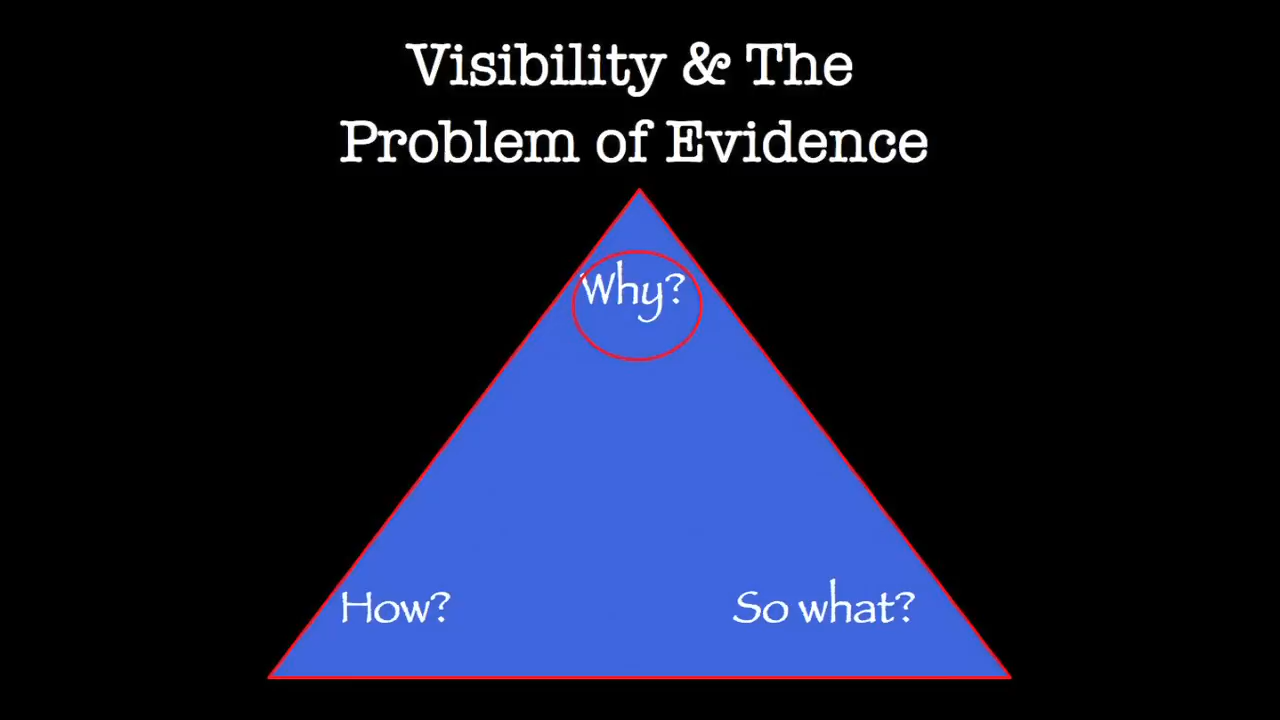 Visibility & The
Problem of Evidence
Why?
How?
So what?